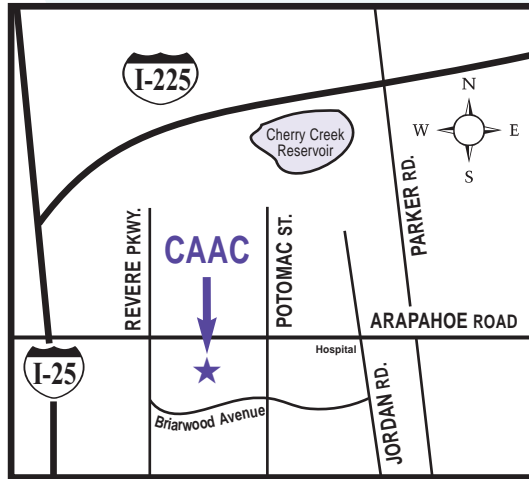 I-225
Cherry Creek
Reservoir
N
W
E
S
PARKER RD.
REVERE PKWY.
CAAC
POTOMAC ST.
ARAPAHOE ROAD
Hospital
I-25
JORDAN RD.
Briarwood Avenue